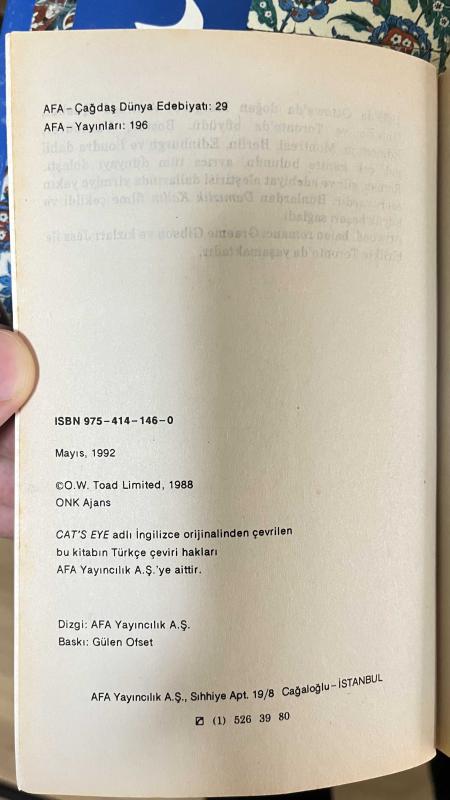 AFA – Çağdaş Dünya Edebiyatı: 29
AFA – Yayınları: 196
ISBN 975–414–146–0
Mayıs, 1992
©O.W. Toad Limited, 1988
ONK Ajans
CAT'S EYE adlı İngilizce orijinalinden çevrilen
bu kitabın Türkçe çeviri hakları
AFA Yayıncılık A.Ş.'ye aittir.
Dizgi: AFA Yayıncılık A.Ş.
Baskı: Gülen Ofset
AFA Yayıncılık A.Ş., Sıhhiye Apt. 19/8 Cağaloğlu – İSTANBUL
(1) 526 39 80